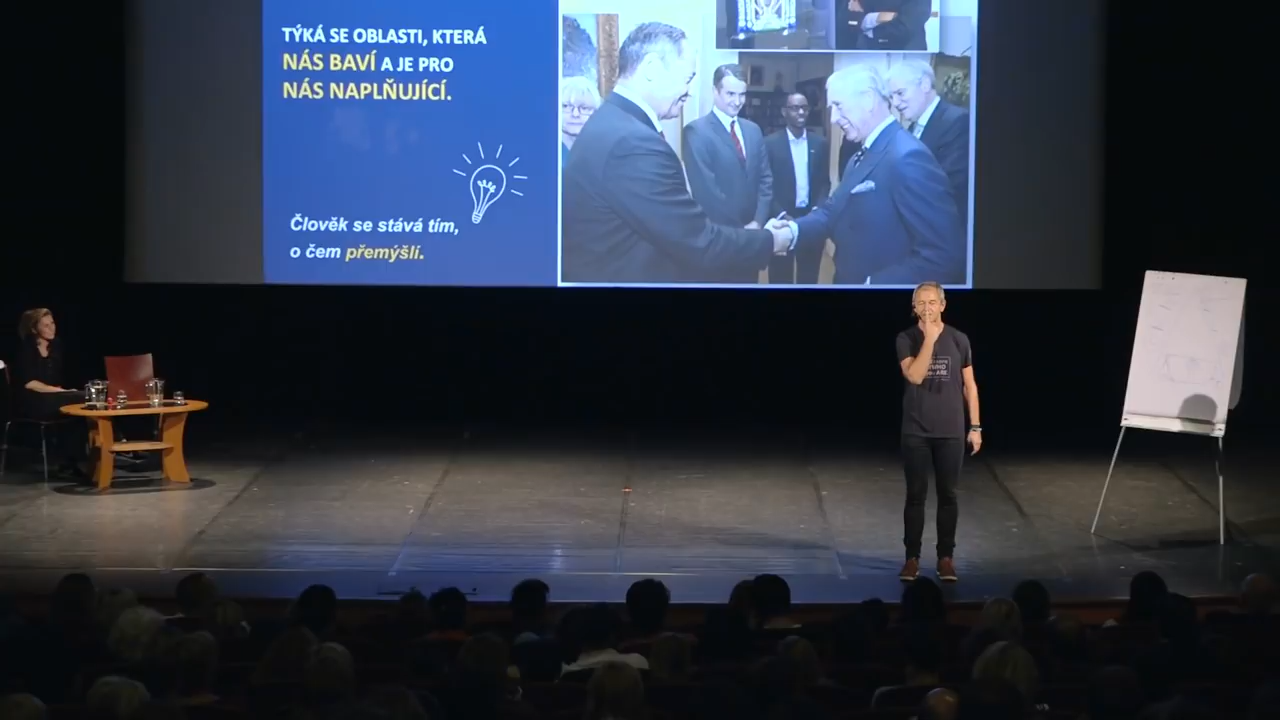 TÝKÁ SE OBLASTI, KTERÁ
NÁS BAVÍ A JE PRO
NÁS NAPLŇUJÍCÍ.
Člověk se stává tím,
o čem přemýšlí.